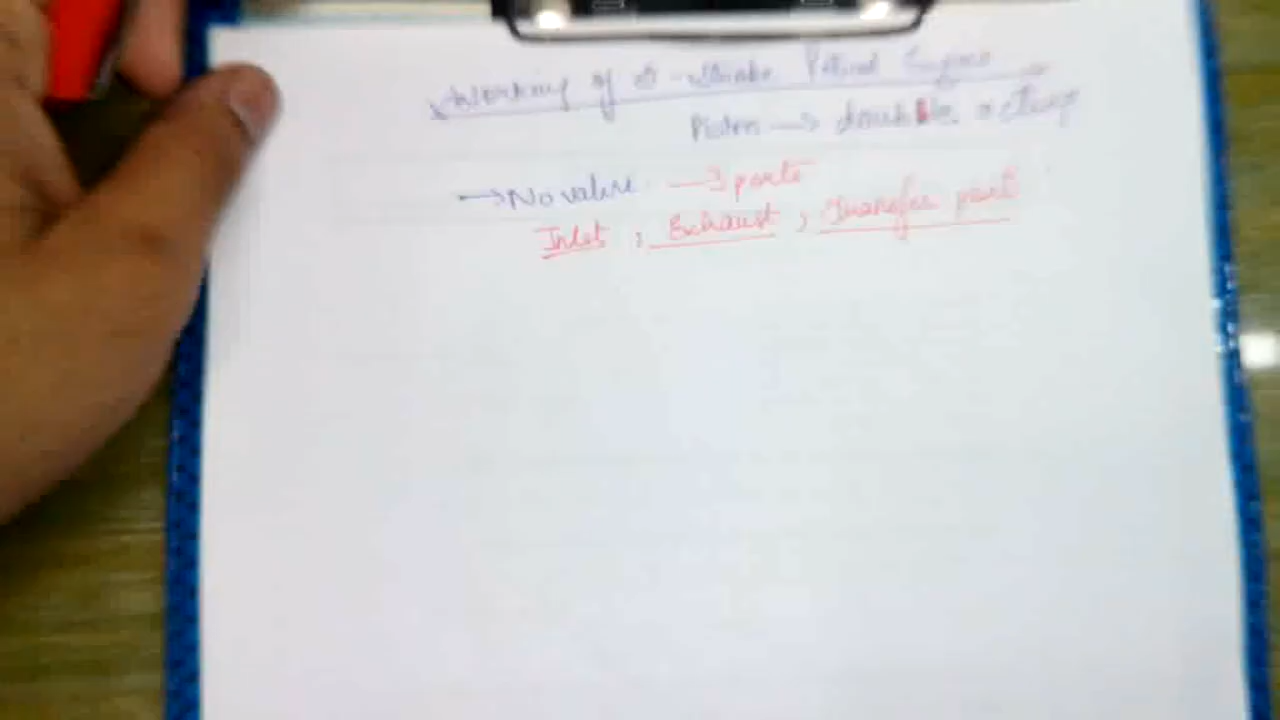 Working of 2-stroke Petrol Engine
Piston → double acting
→ No valve → 3 ports
Inlet, Exhaust, Transfer port